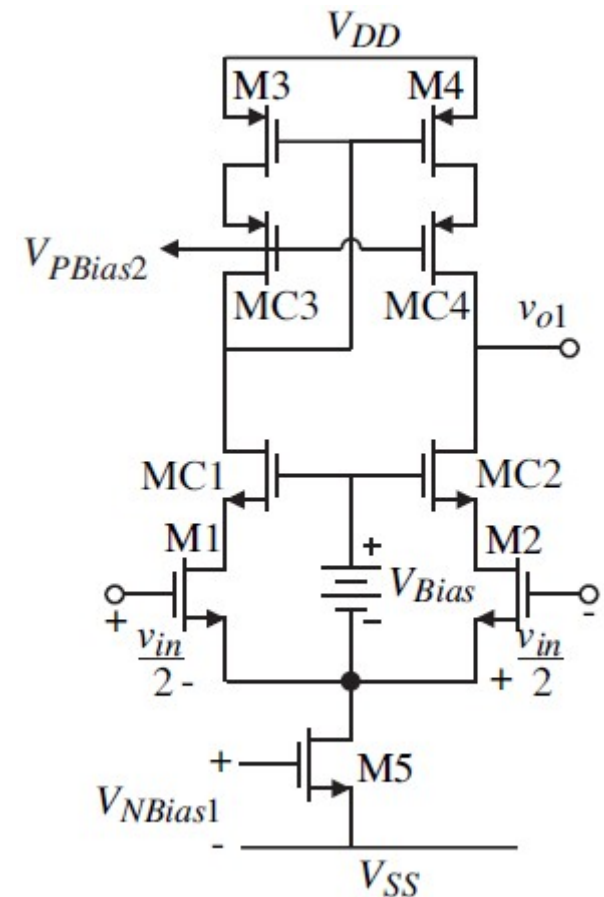 V_DD
M3 M4
V_PBias2
MC3 MC4 v_o1
MC1 MC2
M1 + M2
V_Bias
+ - -
v_in/2 - + v_in/2
+ M5
V_NBias1
-
V_SS